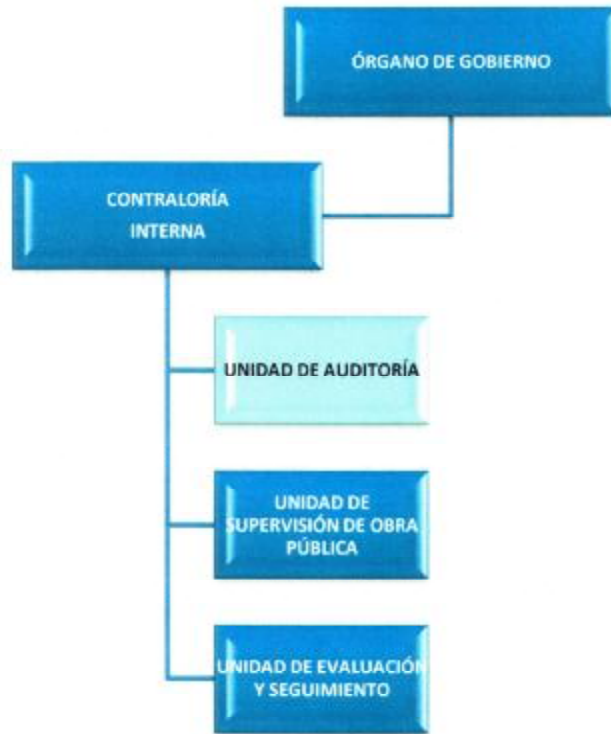 ÓRGANO DE GOBIERNO
CONTRALORÍA
INTERNA
UNIDAD DE AUDITORÍA
UNIDAD DE
SUPERVISIÓN DE OBRA
PÚBLICA
UNIDAD DE EVALUACIÓN
Y SEGUIMIENTO